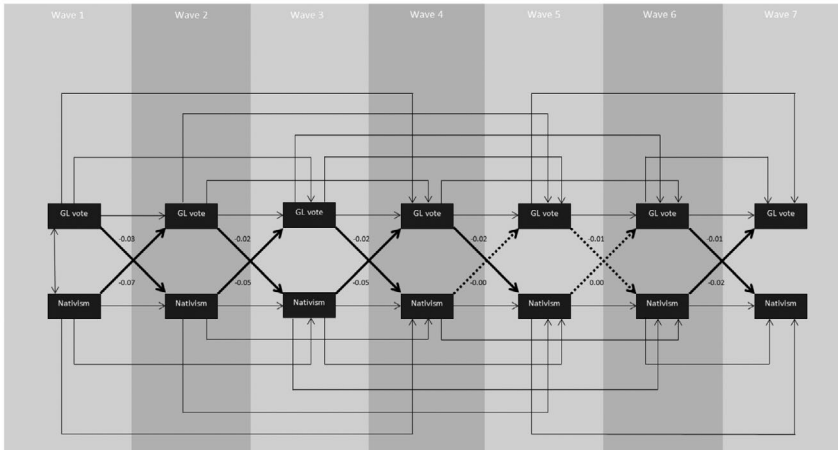 Wave 1 Wave 2 Wave 3 Wave 4 Wave 5 Wave 6 Wave 7
GL vote GL vote GL vote GL vote GL vote GL vote GL vote
-0.03 -0.02 -0.02 -0.02 -0.01 -0.01
-0.07 -0.05 -0.05 -0.00 0.00 -0.02
Nativism Nativism Nativism Nativism Nativism Nativism Nativism